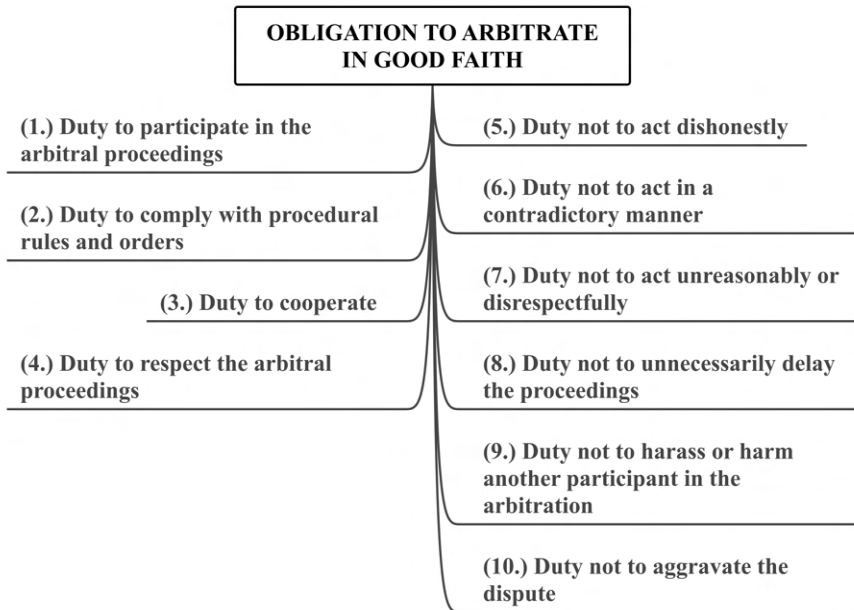 OBLIGATION TO ARBITRATE
IN GOOD FAITH
(1.) Duty to participate in the
arbitral proceedings
(2.) Duty to comply with procedural
rules and orders
(3.) Duty to cooperate
(4.) Duty to respect the arbitral
proceedings
(5.) Duty not to act dishonestly
(6.) Duty not to act in a
contradictory manner
(7.) Duty not to act unreasonably or
disrespectfully
(8.) Duty not to unnecessarily delay
the proceedings
(9.) Duty not to harass or harm
another participant in the
arbitration
(10.) Duty not to aggravate the
dispute